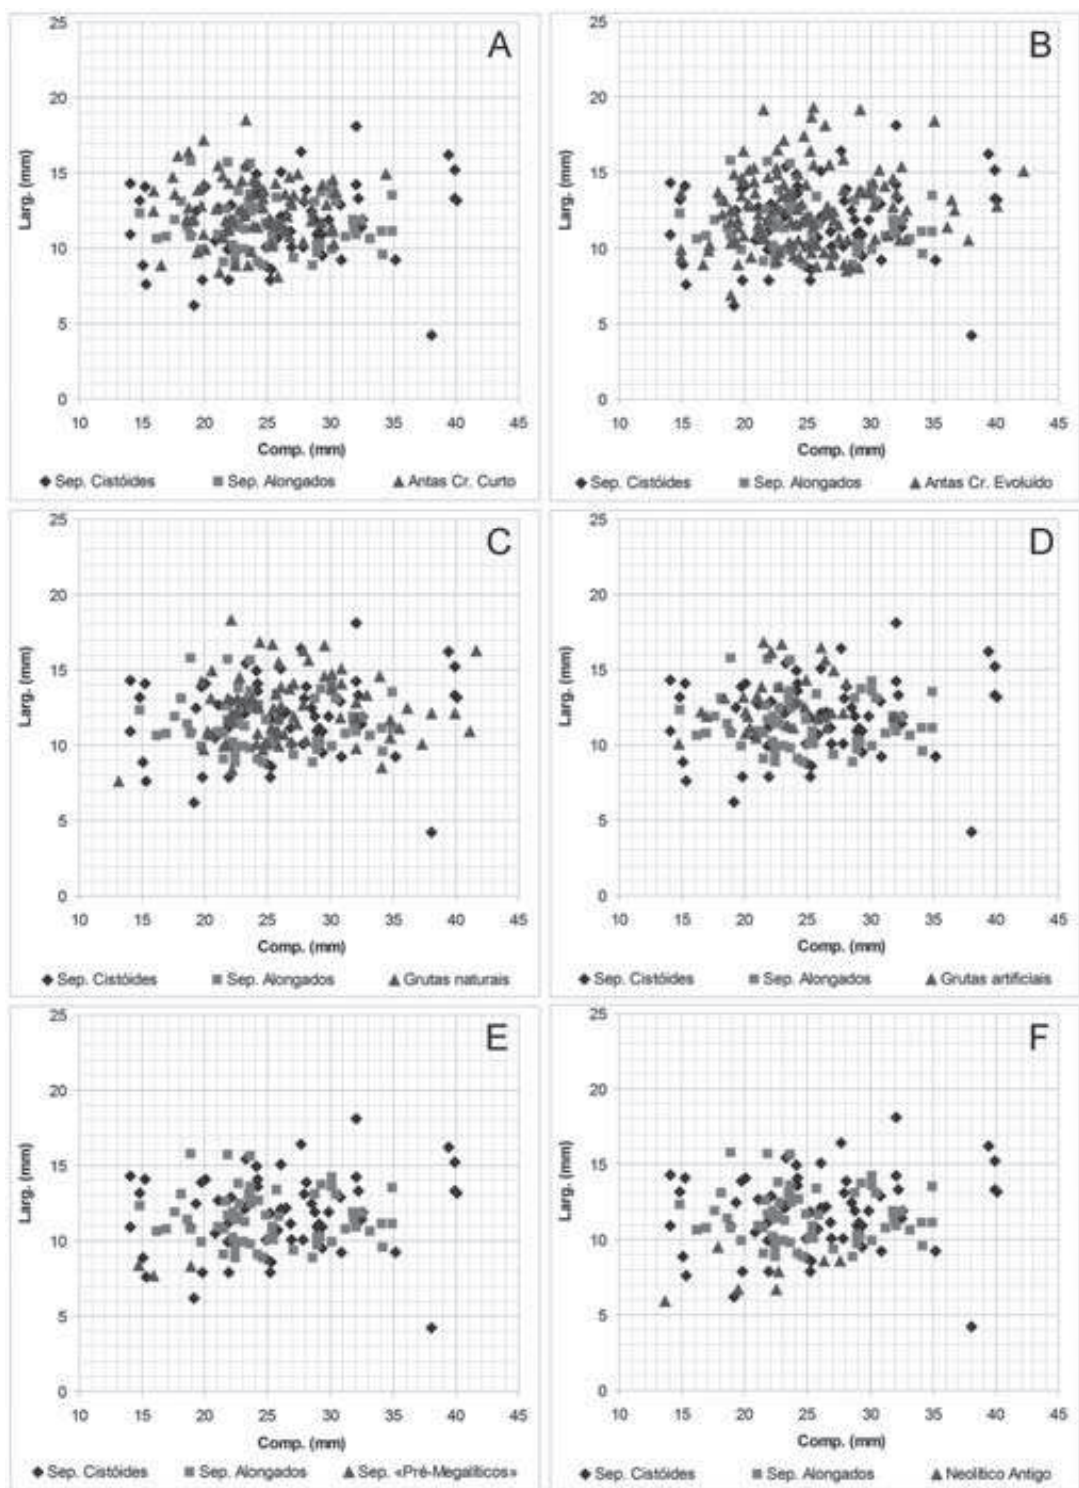 A
25
20
15
10
5
0
Larg. (mm)
10 15 20 25 30 35 40 45
Comp. (mm)
Sep. Cistóides Sep. Alongados Antas Cr. Curto
B
25
20
15
10
5
0
Larg. (mm)
10 15 20 25 30 35 40 45
Comp. (mm)
Sep. Cistóides Sep. Alongados Antas Cr. Evoluído
C
25
20
15
10
5
0
Larg. (mm)
10 15 20 25 30 35 40 45
Comp. (mm)
Sep. Cistóides Sep. Alongados Grutas naturais
D
25
20
15
10
5
0
Larg. (mm)
10 15 20 25 30 35 40 45
Comp. (mm)
Sep. Cistóides Sep. Alongados Grutas artificiais
E
25
20
15
10
5
0
Larg. (mm)
10 15 20 25 30 35 40 45
Comp. (mm)
Sep. Cistóides Sep. Alongados Sep. «Pré-Megalíticos»
F
25
20
15
10
5
0
Larg. (mm)
10 15 20 25 30 35 40 45
Comp. (mm)
Sep. Cistóides Sep. Alongados Neolítico Antigo